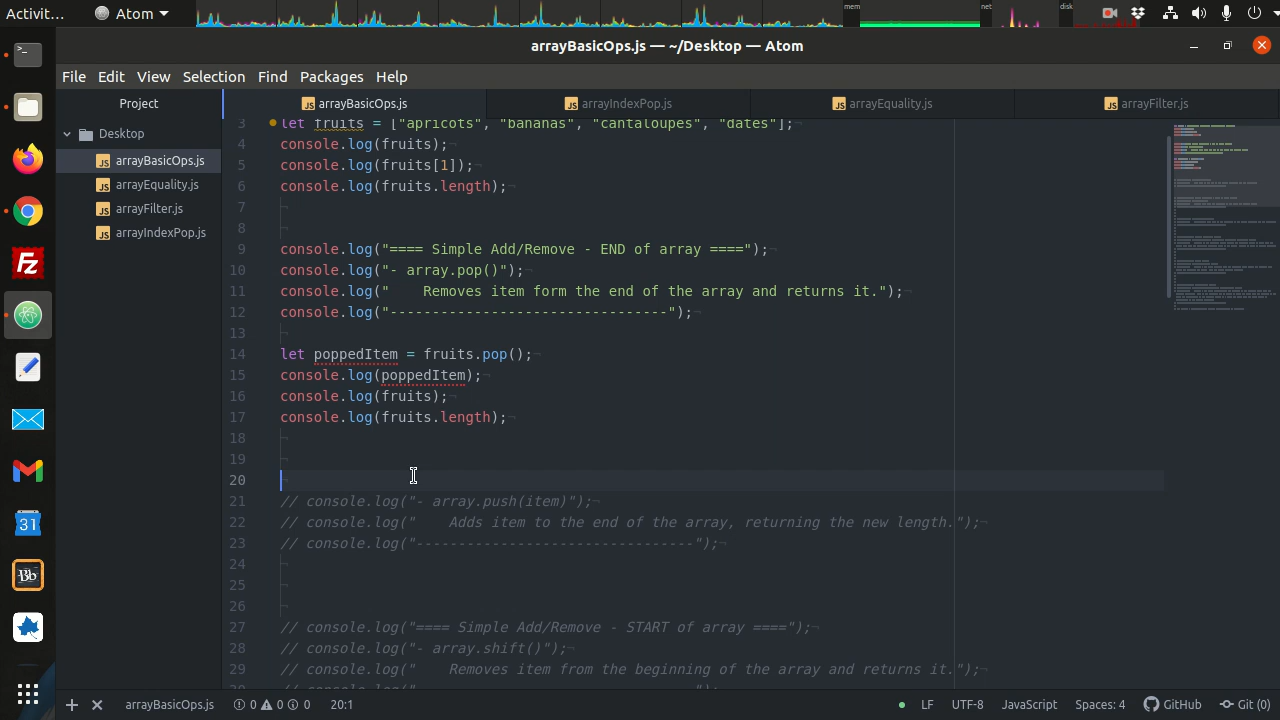 Activit... Atom mem net disk
arrayBasicOps.js — ~/Desktop — Atom
File Edit View Selection Find Packages Help
Project arrayBasicOps.js arrayIndexPop.js arrayEquality.js arrayFilter.js
Desktop
arrayBasicOps.js
arrayEquality.js
arrayFilter.js
arrayIndexPop.js
3 let fruits = ["apricots", "bananas", "cantaloupes", "dates"];
4 console.log(fruits);
5 console.log(fruits[1]);
6 console.log(fruits.length);
7
8
9 console.log("==== Simple Add/Remove - END of array ====");
10 console.log("- array.pop()");
11 console.log("    Removes item form the end of the array and returns it.");
12 console.log("---------------------------------");
13
14 let poppedItem = fruits.pop();
15 console.log(poppedItem);
16 console.log(fruits);
17 console.log(fruits.length);
18
19
20
21 // console.log("- array.push(item)");
22 // console.log("    Adds item to the end of the array, returning the new length.");
23 // console.log("---------------------------------");
24
25
26
27 // console.log("==== Simple Add/Remove - START of array ====");
28 // console.log("- array.shift()");
29 // console.log("    Removes item from the beginning of the array and returns it.");
arrayBasicOps.js 0 0 0 20:1 LF UTF-8 JavaScript Spaces: 4 GitHub Git (0)
31
Bb